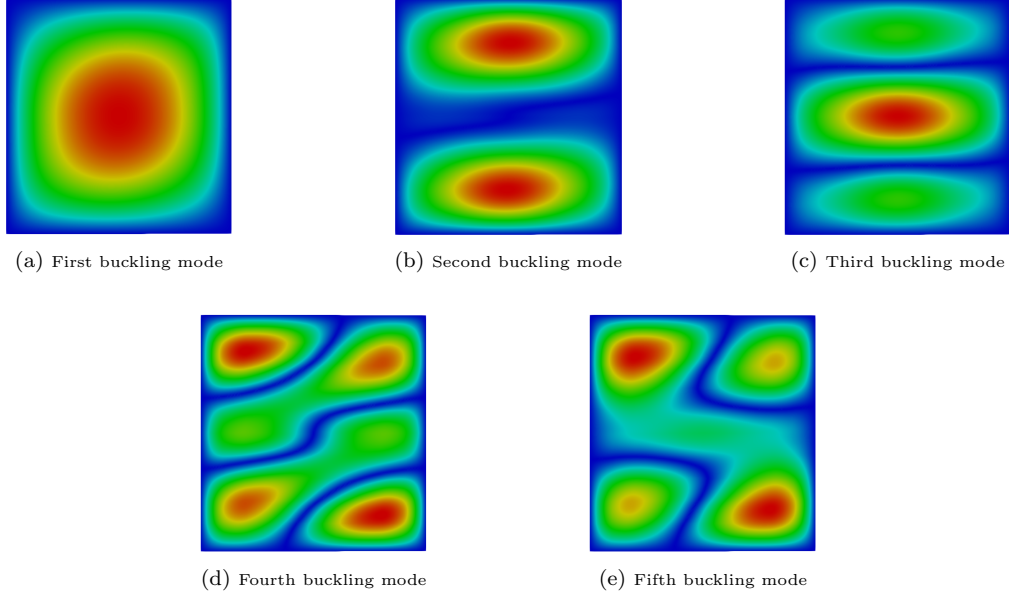 (a) First buckling mode
(b) Second buckling mode
(c) Third buckling mode
(d) Fourth buckling mode
(e) Fifth buckling mode